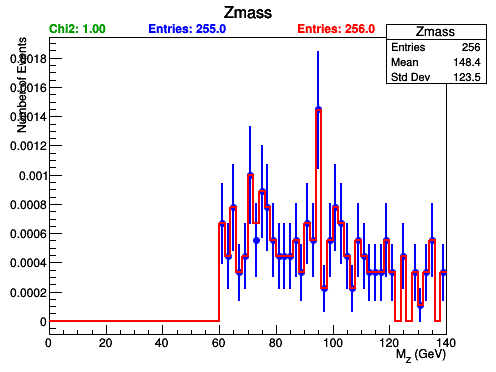 Zmass
Chi2: 1.00 Entries: 255.0 Entries: 256.0
Zmass
Entries 256
Mean 148.4
Std Dev 123.5
Number of Events
0.0018
0.0016
0.0014
0.0012
0.001
0.0008
0.0006
0.0004
0.0002
0
0 20 40 60 80 100 120 140
M_Z (GeV)